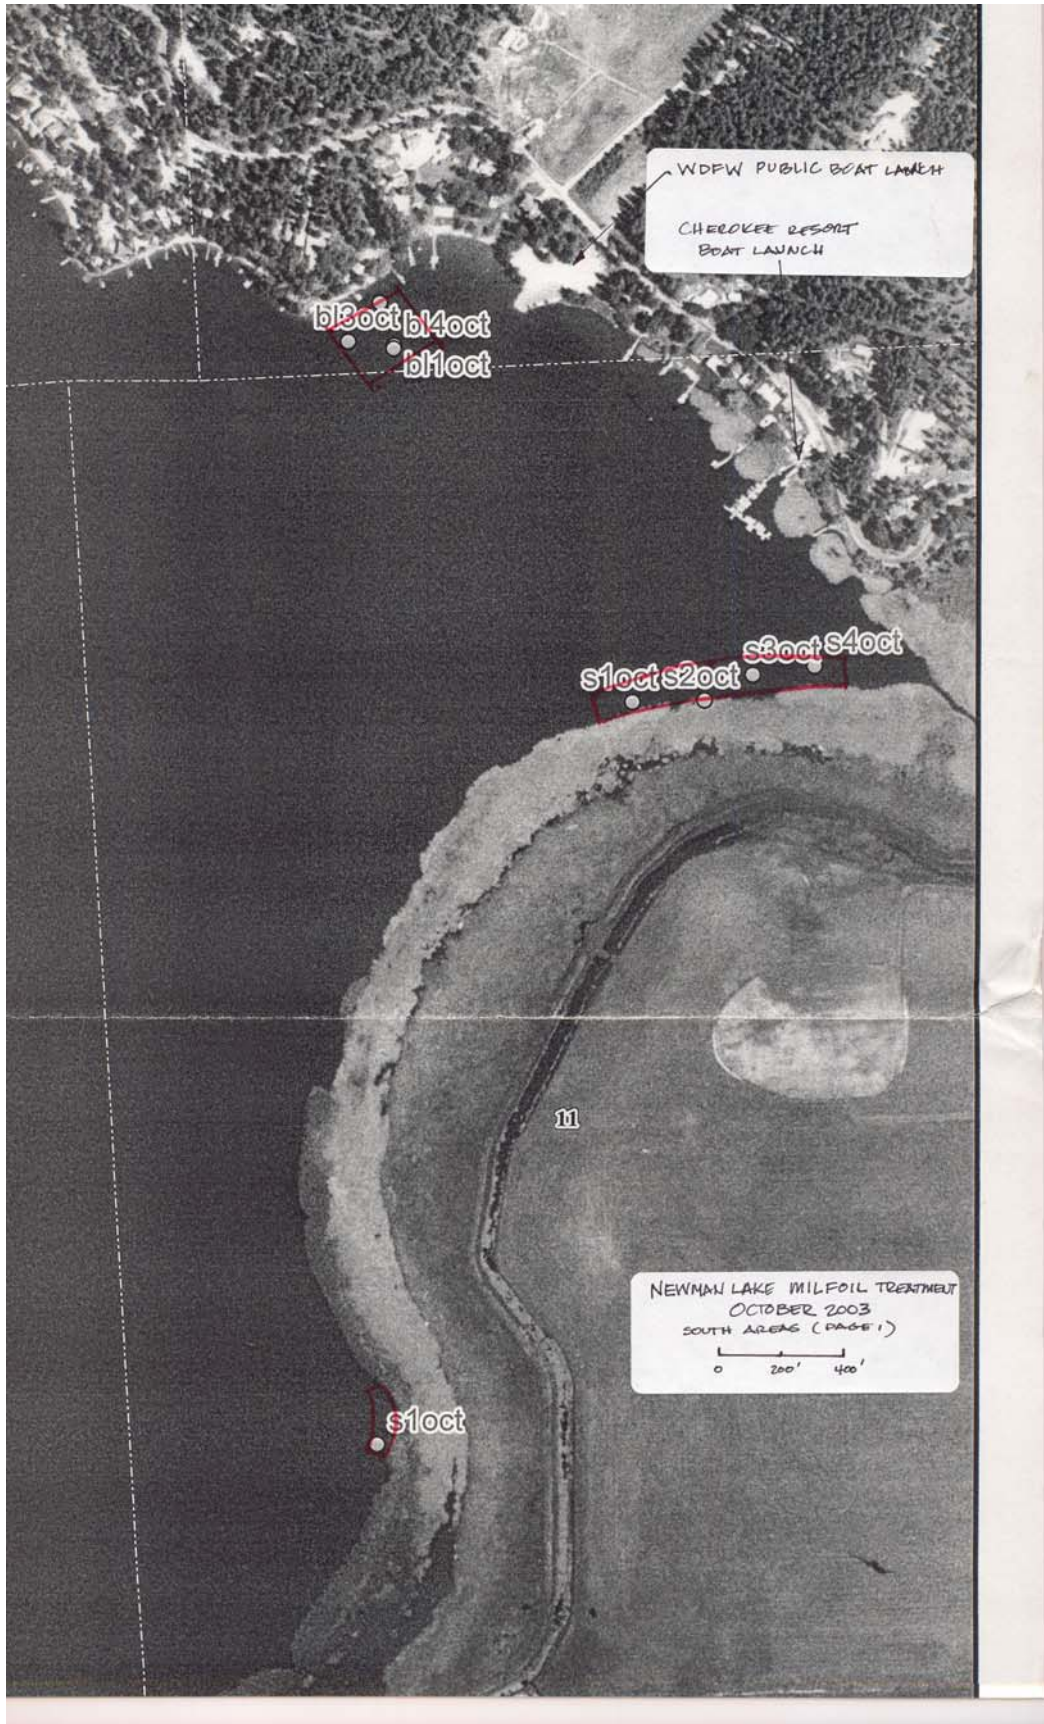 WDFW PUBLIC BOAT LAUNCH
CHEROKEE RESORT
BOAT LAUNCH
bl3oct
bl4oct
bl1oct
s1oct
s2oct
s3oct
s4oct
11
NEWMAN LAKE MILFOIL TREATMENT
OCTOBER 2003
SOUTH AREAS (PAGE 1)
0 200' 400'
s1oct